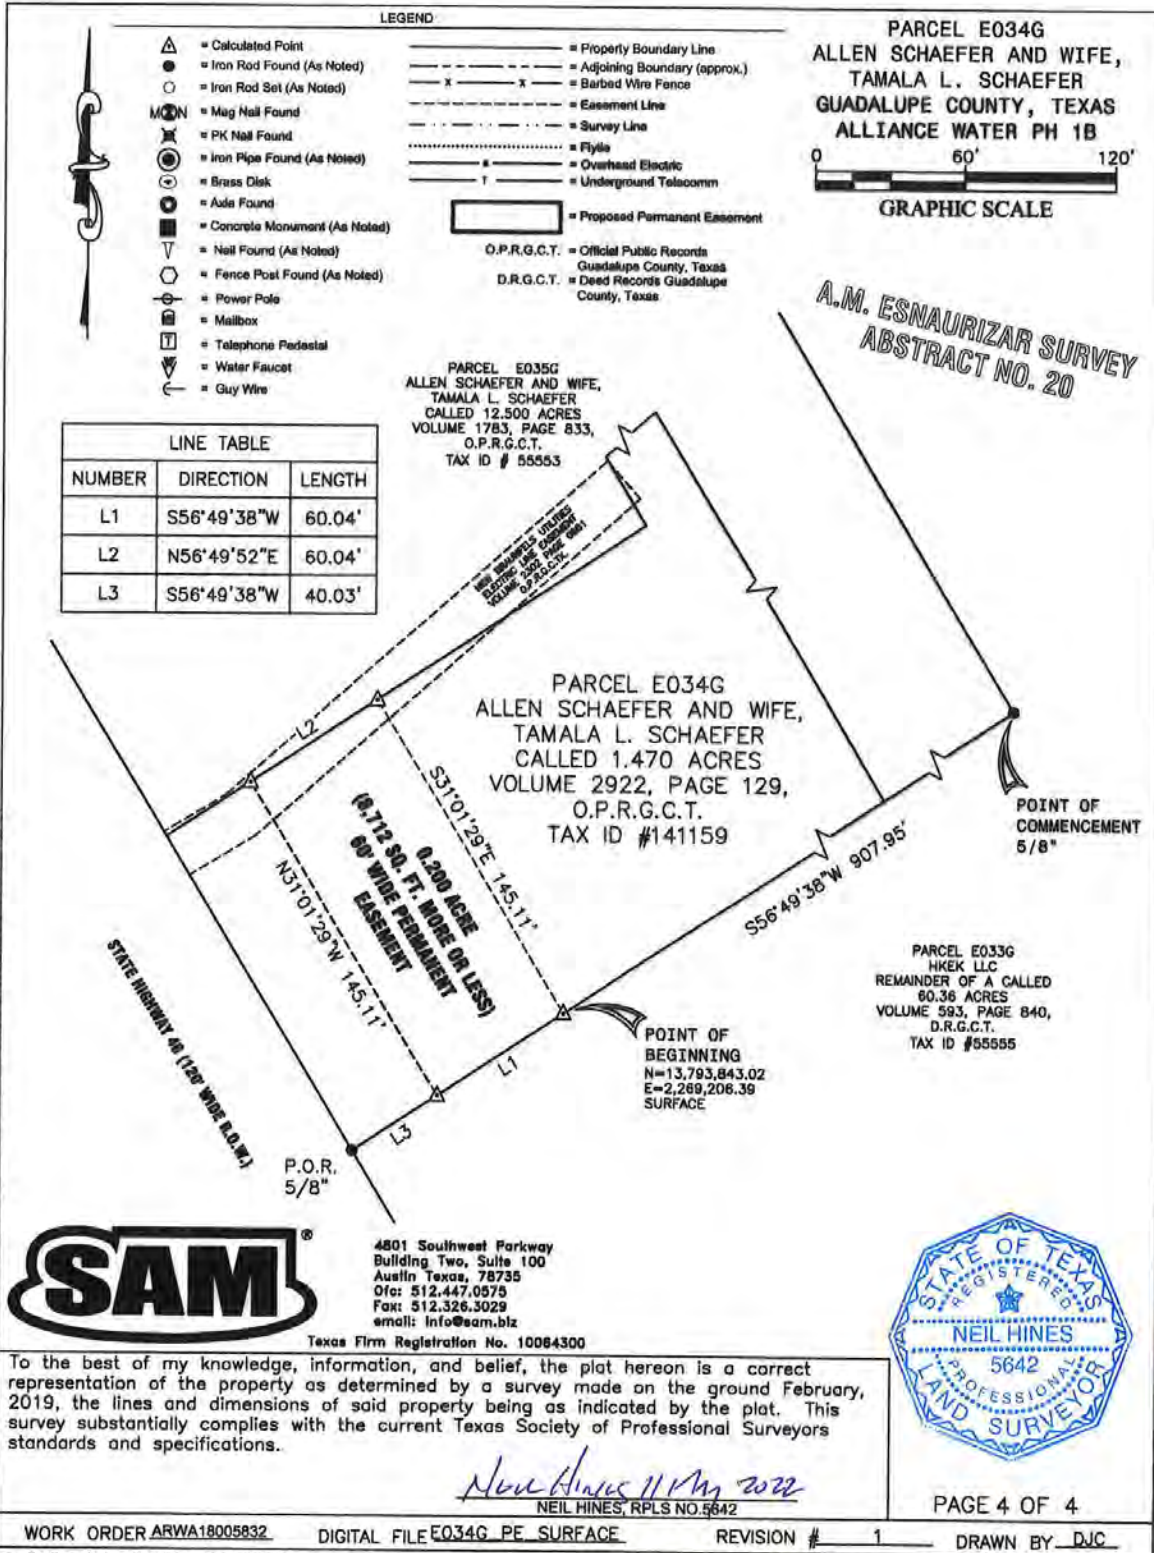 LEGEND
= Calculated Point
= Iron Rod Found (As Noted)
= Iron Rod Set (As Noted)
= Mag Nail Found
= PK Nail Found
= Iron Pipe Found (As Noted)
= Brass Disk
= Axle Found
= Concrete Monument (As Noted)
= Nail Found (As Noted)
= Fence Post Found (As Noted)
= Power Pole
= Mailbox
T = Telephone Pedestal
= Water Faucet
= Guy Wire
= Property Boundary Line
= Adjoining Boundary (approx.)
X X = Barbed Wire Fence
= Easement Line
= Survey Line
= Flytie
= Overhead Electric
T = Underground Telecomm
= Proposed Permanent Easement
O.P.R.G.C.T. = Official Public Records
Guadalupe County, Texas
D.R.G.C.T. = Deed Records Guadalupe
County, Texas
PARCEL E034G
ALLEN SCHAEFER AND WIFE,
TAMALA L. SCHAEFER
GUADALUPE COUNTY, TEXAS
ALLIANCE WATER PH 1B
0 60' 120'
GRAPHIC SCALE
A.M. ESNAURIZAR SURVEY
ABSTRACT NO. 20
PARCEL E035G
ALLEN SCHAEFER AND WIFE,
TAMALA L. SCHAEFER
CALLED 12.500 ACRES
VOLUME 1783, PAGE 833,
O.P.R.G.C.T.
TAX ID # 55553
LINE TABLE
NUMBER DIRECTION LENGTH
L1 S56°49'38"W 60.04'
L2 N56°49'52"E 60.04'
L3 S56°49'38"W 40.03'
NEW BRAUNFELS UTILITIES
ELECTRIC LINE EASEMENT
VOLUME 2302 PAGE
O.P.R.G.C.TX.
L2
PARCEL E034G
ALLEN SCHAEFER AND WIFE,
TAMALA L. SCHAEFER
CALLED 1.470 ACRES
VOLUME 2922, PAGE 129,
O.P.R.G.C.T.
TAX ID #141159
S31°01'29"E 145.11'
0.200 ACRE
(8,712 SQ. FT. MORE OR LESS)
60' WIDE PERMANENT
EASEMENT
N31°01'29"W 145.11'
S56°49'38"W 907.95'
POINT OF
COMMENCEMENT
5/8"
PARCEL E033G
HKEK LLC
REMAINDER OF A CALLED
60.36 ACRES
VOLUME 593, PAGE 840,
D.R.G.C.T.
TAX ID #55555
STATE HIGHWAY 46 (120' WIDE R.O.W.)
POINT OF
BEGINNING
N=13,793,843.02
E=2,269,206.39
SURFACE
L1
L3
P.O.R.
5/8"
SAM®
4801 Southwest Parkway
Building Two, Suite 100
Austin Texas, 78735
Ofc: 512.447.0575
Fax: 512.326.3029
email: info@sam.biz
Texas Firm Registration No. 10064300
STATE OF TEXAS
REGISTERED
NEIL HINES
5642
PROFESSIONAL
LAND SURVEYOR
To the best of my knowledge, information, and belief, the plat hereon is a correct
representation of the property as determined by a survey made on the ground February,
2019, the lines and dimensions of said property being as indicated by the plat. This
survey substantially complies with the current Texas Society of Professional Surveyors
standards and specifications.
Neil Hines 11 May 2022
NEIL HINES, RPLS NO.5642
PAGE 4 OF 4
WORK ORDER ARWA18005832 DIGITAL FILE E034G_PE_SURFACE REVISION # 1 DRAWN BY DJC